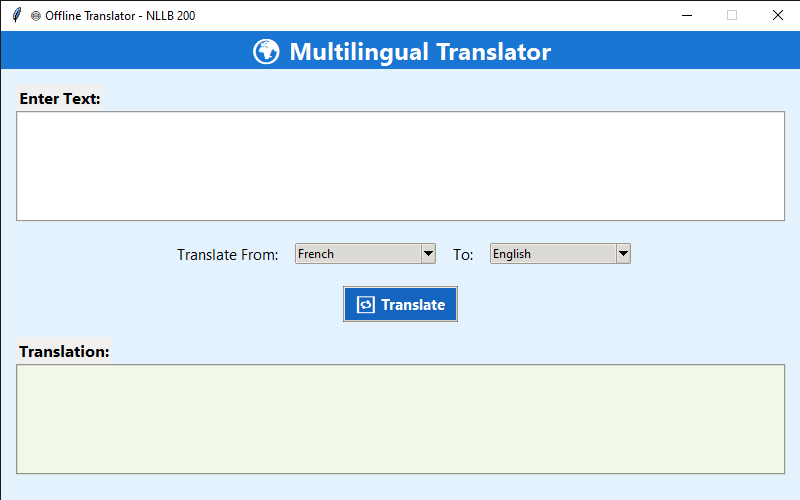 Offline Translator - NLLB 200
Multilingual Translator
Enter Text:
Translate From: French To: English
Translate
Translation: